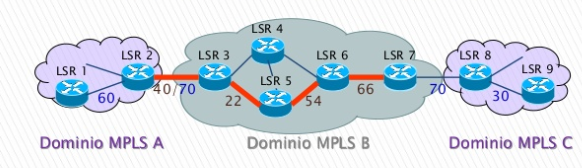 LSR 4
LSR 2 LSR 3 LSR 6 LSR 7 LSR 8
LSR 1 LSR 5 LSR 9
60 40/70 22 54 66 70 30
Dominio MPLS A Dominio MPLS B Dominio MPLS C